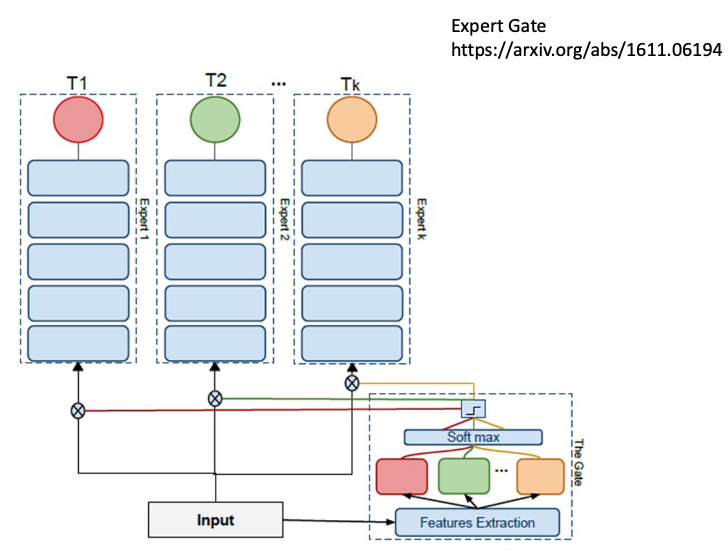 Expert Gate
https://arxiv.org/abs/1611.06194
T1
T2
...
Tk
Expert 1
Expert 2
Expert k
Soft max
...
The Gate
Input
Features Extraction